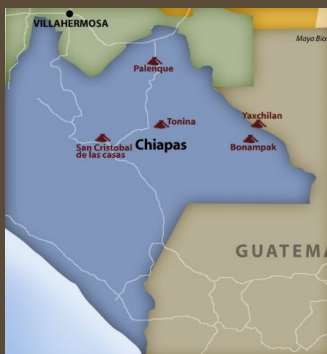 VILLAHERMOSA
Maya Bio
Palenque
Tonina
Yaxchilan
San Cristobal
de las casas
Chiapas
Bonampak
GUATEMA